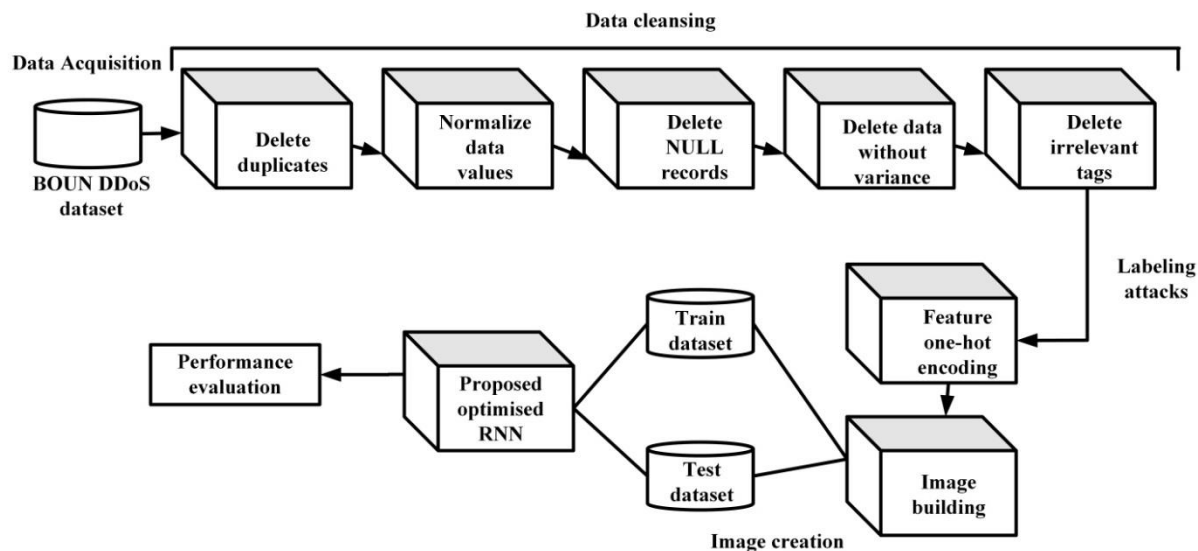 Data cleansing
Data Acquisition
BOUN DDoS
dataset
Delete
duplicates
Normalize
data
values
Delete
NULL
records
Delete data
without
variance
Delete
irrelevant
tags
Labeling
attacks
Feature
one-hot
encoding
Image
building
Image creation
Train
dataset
Test
dataset
Proposed
optimised
RNN
Performance
evaluation